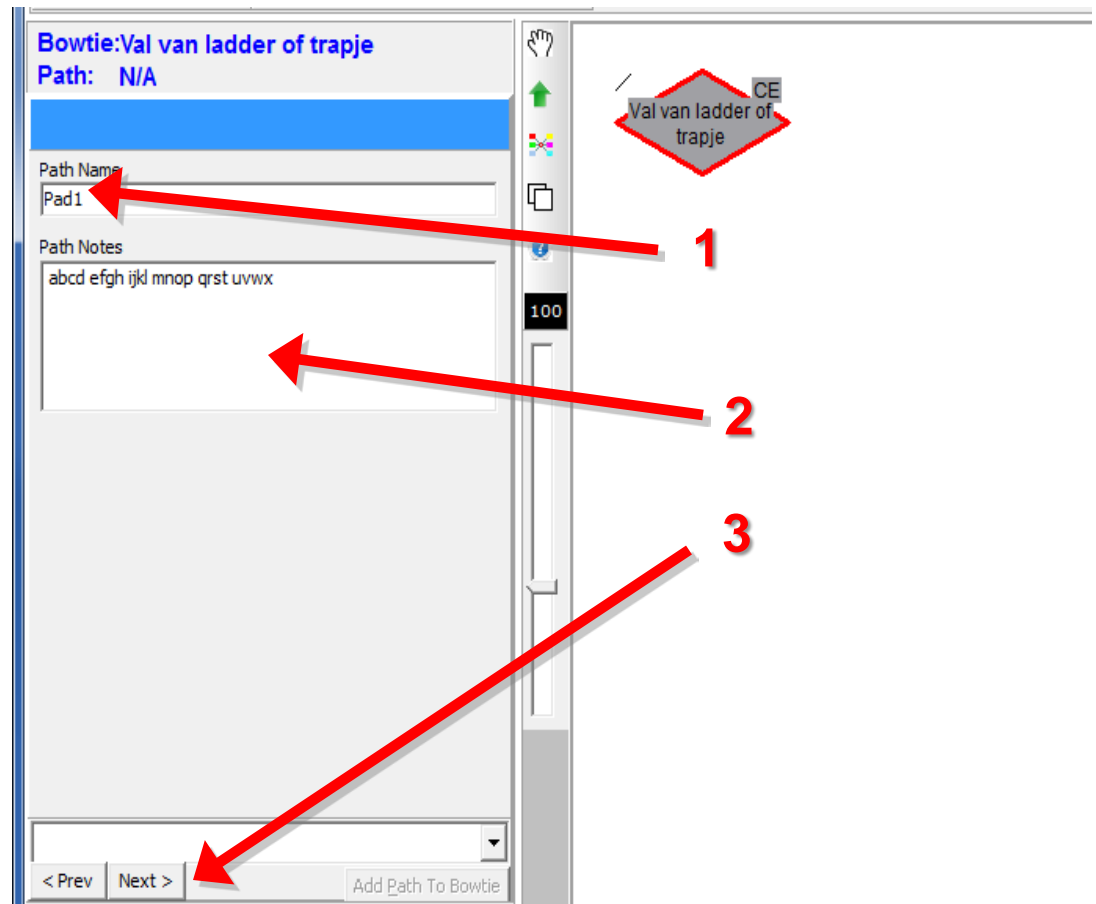 Bowtie:Val van ladder of trapje
Path: N/A
Path Name
Pad1
Path Notes
abcd efgh ijkl mnop qrst uvwx
< Prev
Next >
Add Path To Bowtie
100
CE
Val van ladder of
trapje
1
2
3